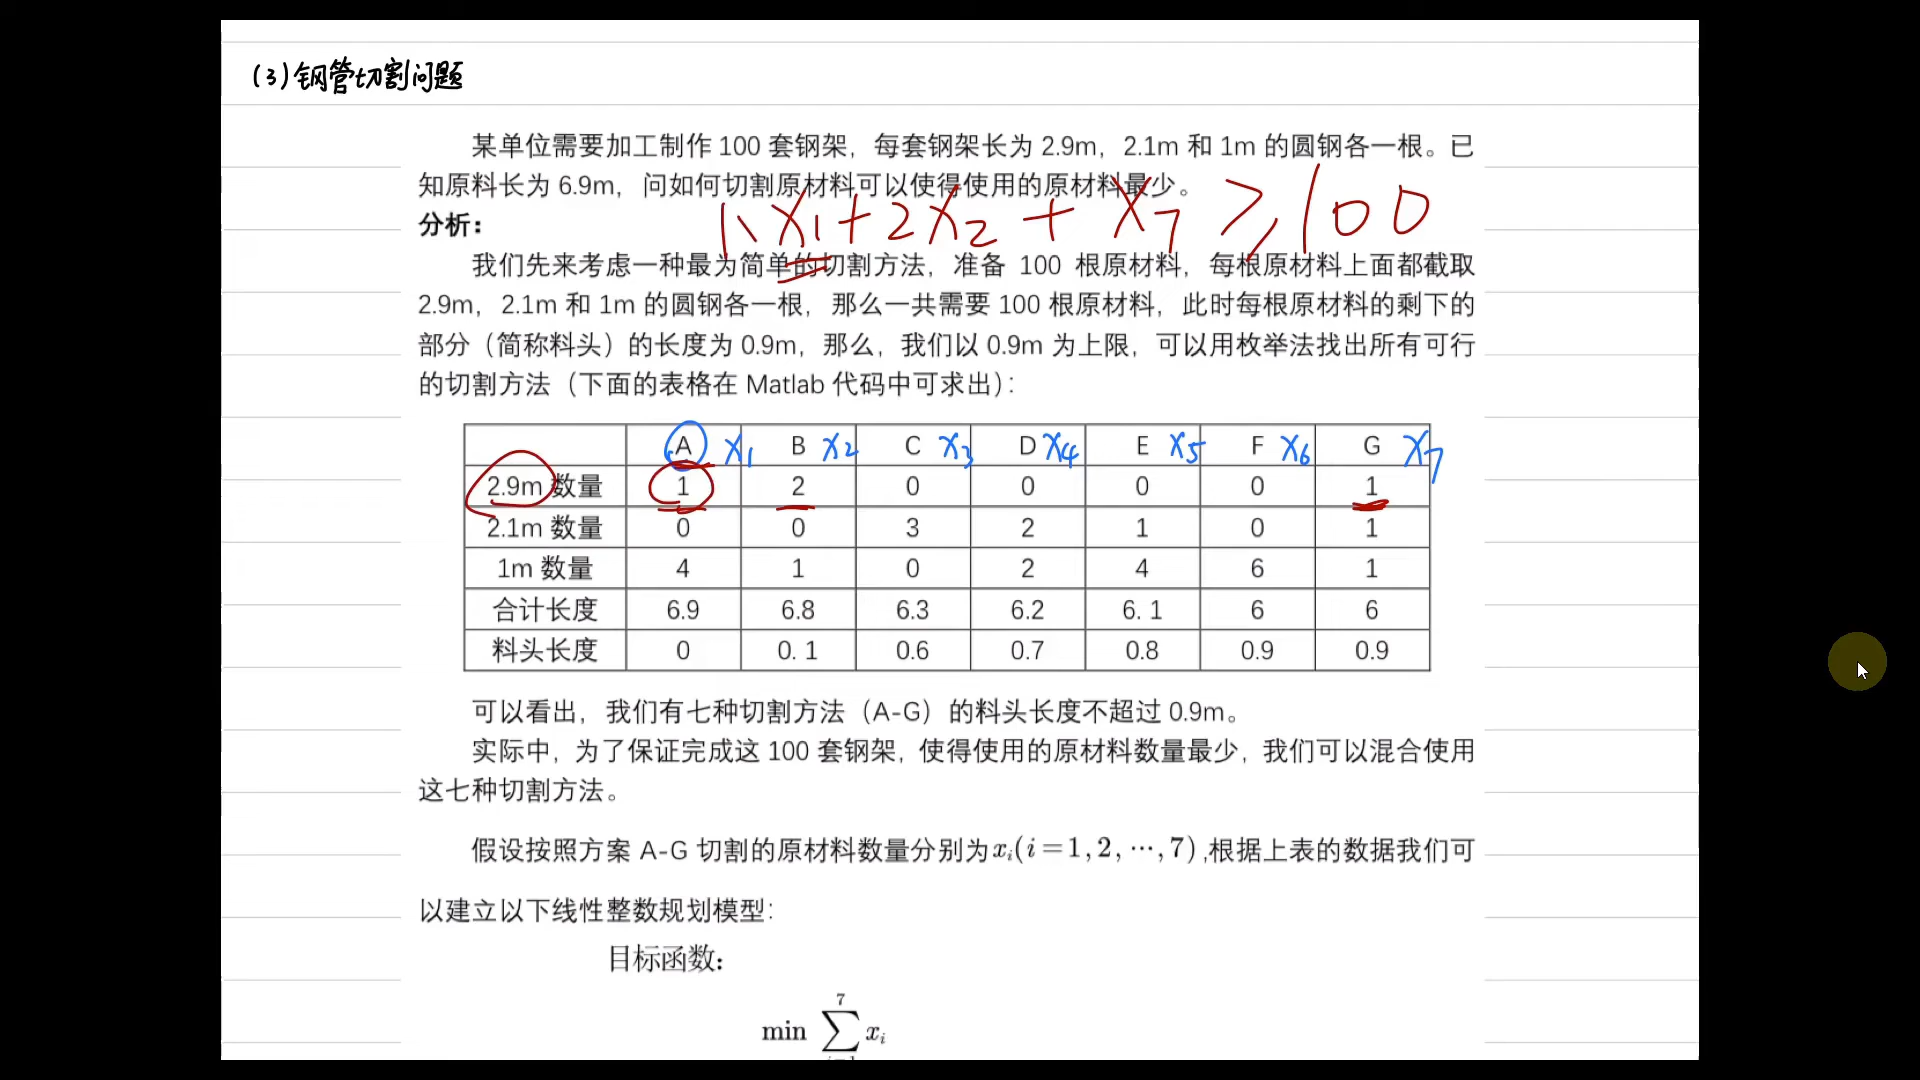 (3)钢管切割问题
某单位需要加工制作 100 套钢架，每套钢架长为 2.9m，2.1m 和 1m 的圆钢各一根。已
知原料长为 6.9m，问如何切割原材料可以使得使用的原材料最少。
分析：
x₁+2x₂+x₇≥100
我们先来考虑一种最为简单的切割方法，准备 100 根原材料，每根原材料上面都截取
2.9m，2.1m 和 1m 的圆钢各一根，那么一共需要 100 根原材料，此时每根原材料的剩下的
部分（简称料头）的长度为 0.9m，那么，我们以 0.9m 为上限，可以用枚举法找出所有可行
的切割方法（下面的表格在 Matlab 代码中可求出）：
A x₁ B x₂ C x₃ D x₄ E x₅ F x₆ G x₇
2.9m 数量 1 2 0 0 0 0 1
2.1m 数量 0 0 3 2 1 0 1
1m 数量 4 1 0 2 4 6 1
合计长度 6.9 6.8 6.3 6.2 6. 1 6 6
料头长度 0 0. 1 0.6 0.7 0.8 0.9 0.9
可以看出，我们有七种切割方法（A-G）的料头长度不超过 0.9m。
实际中，为了保证完成这 100 套钢架，使得使用的原材料数量最少，我们可以混合使用
这七种切割方法。
假设按照方案 A-G 切割的原材料数量分别为xᵢ(i=1,2,⋯,7),根据上表的数据我们可
以建立以下线性整数规划模型：
目标函数：
min ∑ 7 xᵢ